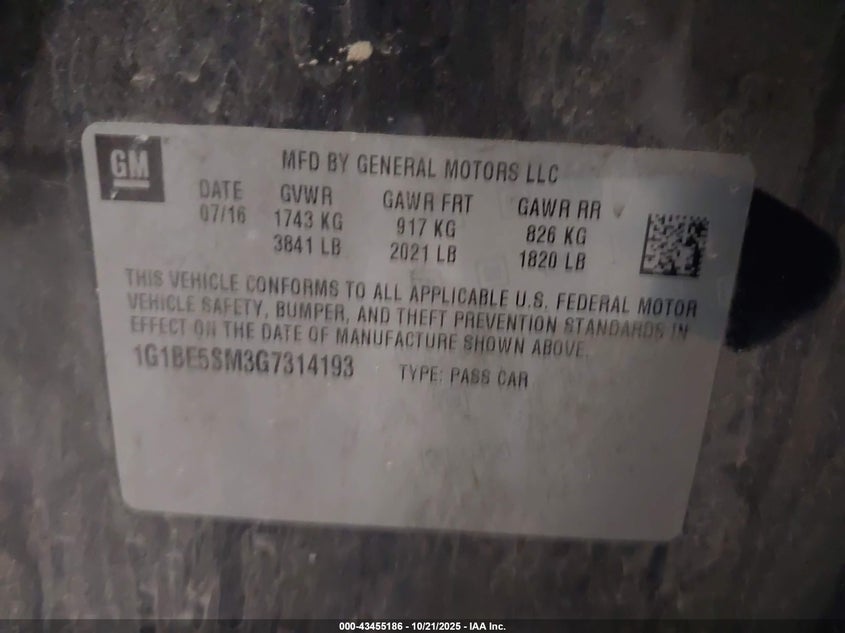 GM
MFD BY GENERAL MOTORS LLC
DATE GVWR GAWR FRT GAWR RR
07/16 1743 KG 917 KG 826 KG
3841 LB 2021 LB 1820 LB
THIS VEHICLE CONFORMS TO ALL APPLICABLE U.S. FEDERAL MOTOR
VEHICLE SAFETY, BUMPER, AND THEFT PREVENTION STANDARDS IN
EFFECT ON THE DATE OF MANUFACTURE SHOWN ABOVE.
1G1BE5SM3G7314193 TYPE: PASS CAR
000-43455186 - 10/21/2025 - IAA Inc.